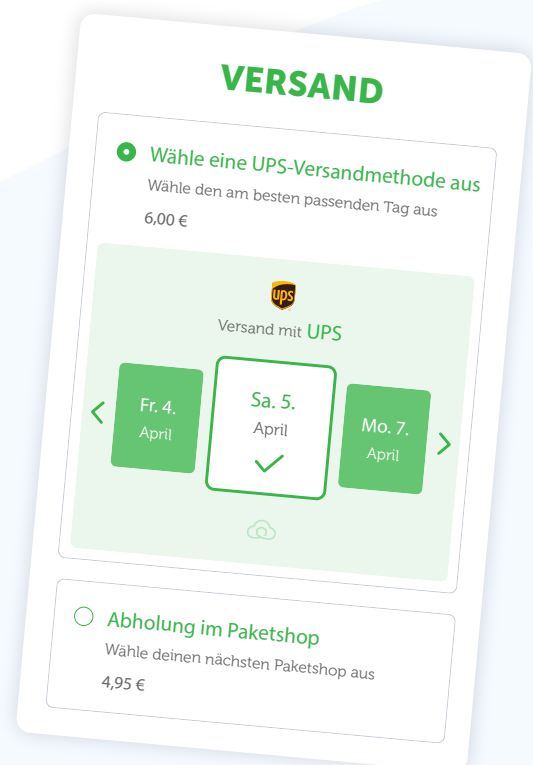 VERSAND
Wähle eine UPS-Versandmethode aus
Wähle den am besten passenden Tag aus
6,00 €
ups
Versand mit UPS
Fr. 4.
April
Sa. 5.
April
Mo. 7.
April
Abholung im Paketshop
Wähle deinen nächsten Paketshop aus
4,95 €